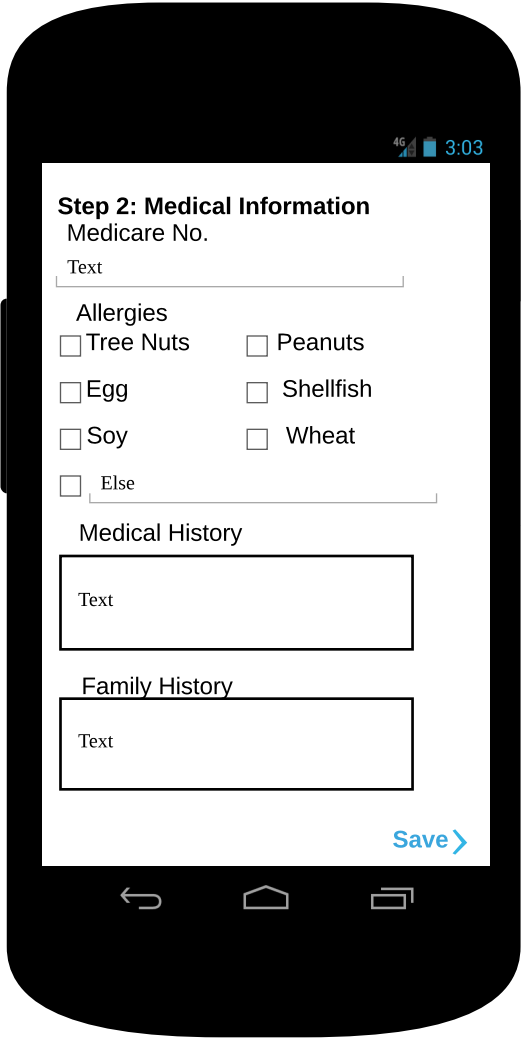 4G 3:03
Step 2: Medical Information
Medicare No.
Text
Allergies
Tree Nuts Peanuts
Egg Shellfish
Soy Wheat
Else
Medical History
Text
Family History
Text
Save